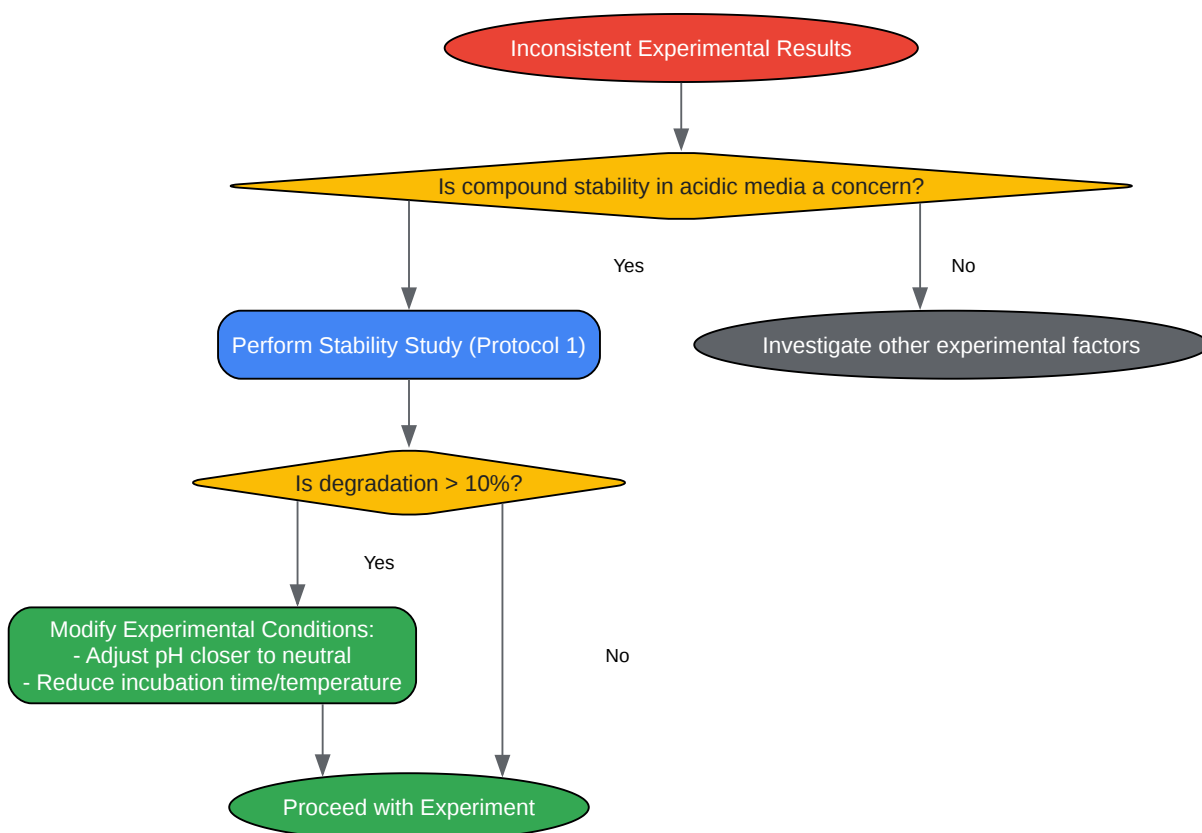 Inconsistent Experimental Results
Is compound stability in acidic media a concern?
Yes
No
Perform Stability Study (Protocol 1)
Investigate other experimental factors
Is degradation > 10%?
Yes
Modify Experimental Conditions:
- Adjust pH closer to neutral
- Reduce incubation time/temperature
No
Proceed with Experiment